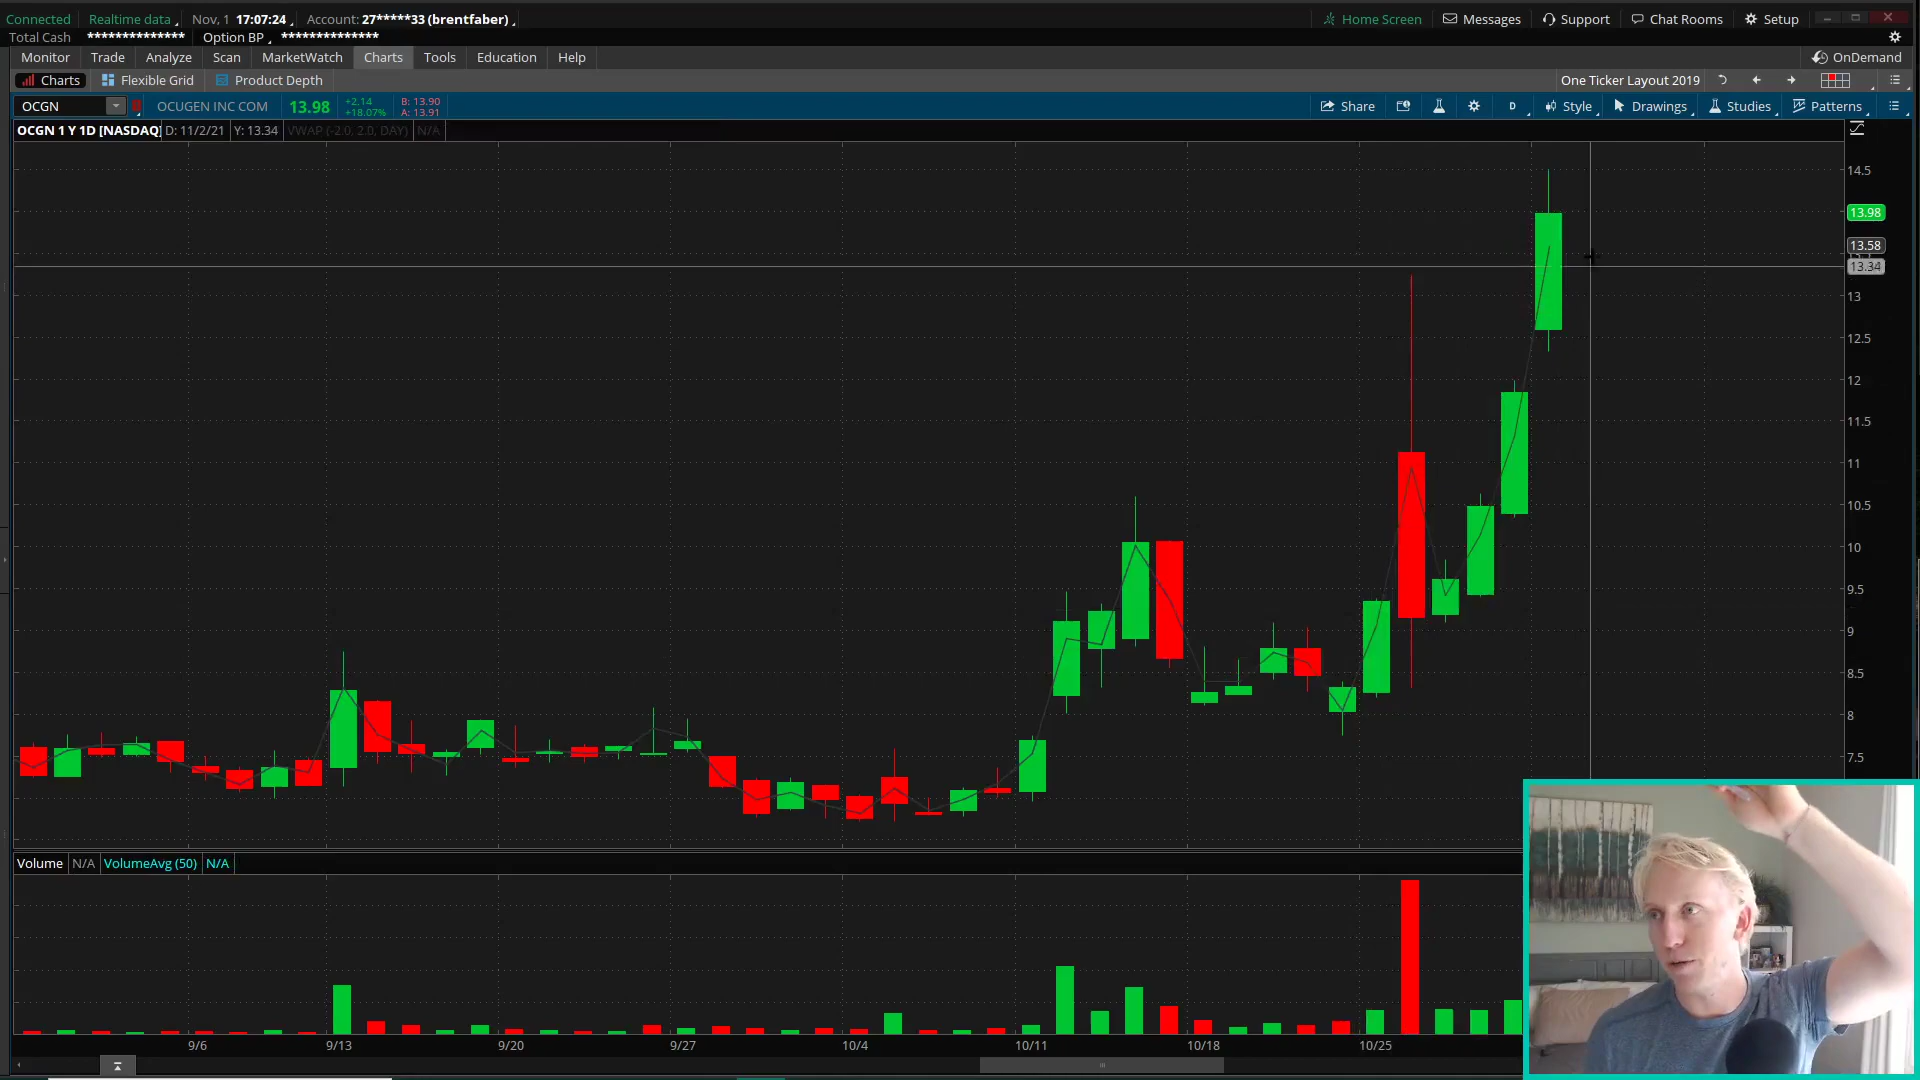 Connected Realtime data Nov, 1 17:07:24 Account: 27*****33 (brentfaber) Home Screen Messages Support Chat Rooms Setup
Total Cash ************** Option BP **************
Monitor Trade Analyze Scan MarketWatch Charts Tools Education Help OnDemand
Charts Flexible Grid Product Depth One Ticker Layout 2019
OCGN OCUGEN INC COM 13.98 +2.14 B: 13.90 Share D Style Drawings Studies Patterns
+18.07% A: 13.91
OCGN 1 Y 1D [NASDAQ] D: 11/2/21 Y: 13.34 VWAP (-2.0, 2.0, DAY) N/A
14.5
13.98
13.58
13.34
13
12.5
12
11.5
11
10.5
10
9.5
9
8.5
8
7.5
Volume N/A VolumeAvg (50) N/A
9/6 9/13 9/20 9/27 10/4 10/11 10/18 10/25